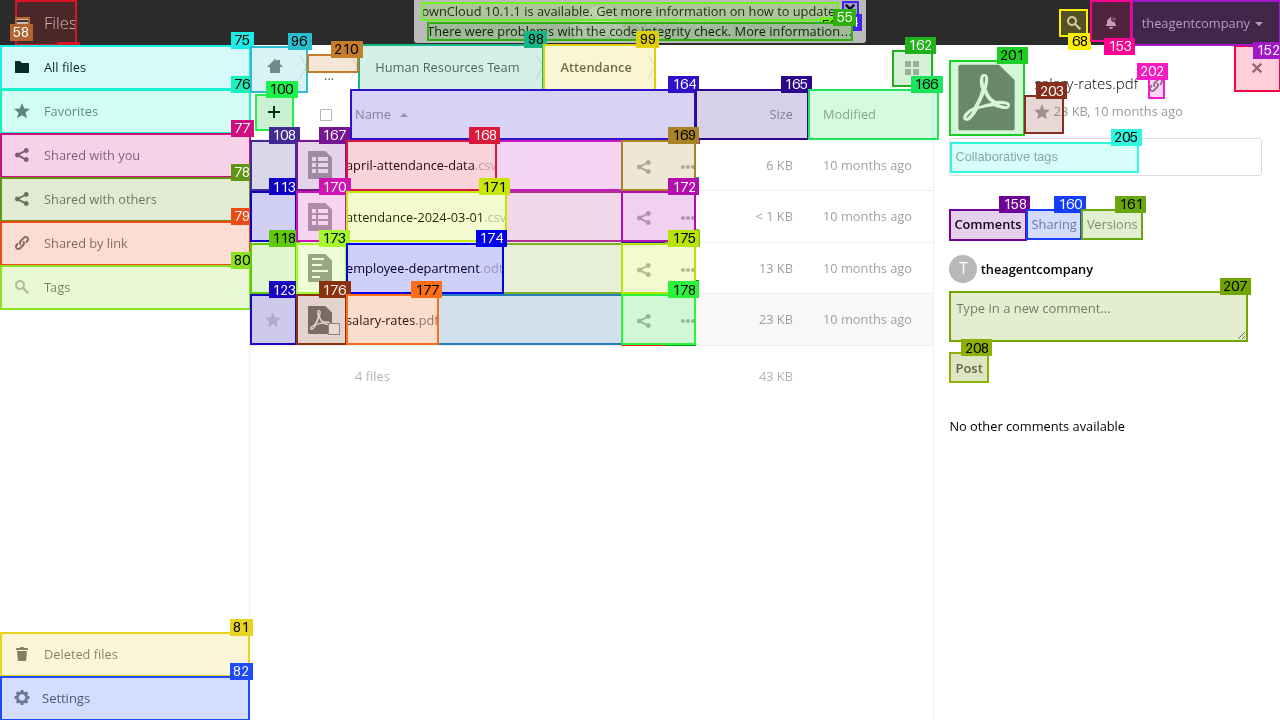 Files
ownCloud 10.1.1 is available. Get more information on how to update
There were problems with the code integrity check. More information…
theagentcompany
58
55
68
153
152
75
96
210
98
99
162
201
202
All files
...
Human Resources Team
Attendance
salary-rates.pdf
76
100
164
165
166
203
Favorites
Name
Size
Modified
23 KB, 10 months ago
77
108
167
168
169
205
Shared with you
april-attendance-data.csv
6 KB
10 months ago
Collaborative tags
78
113
170
171
172
158
160
161
Shared with others
attendance-2024-03-01.csv
< 1 KB
10 months ago
Comments
Sharing
Versions
79
118
173
174
175
Shared by link
employee-department.odt
13 KB
10 months ago
T
theagentcompany
80
123
176
177
178
207
Tags
salary-rates.pdf
23 KB
10 months ago
Type in a new comment...
208
Post
4 files
43 KB
No other comments available
81
Deleted files
82
Settings